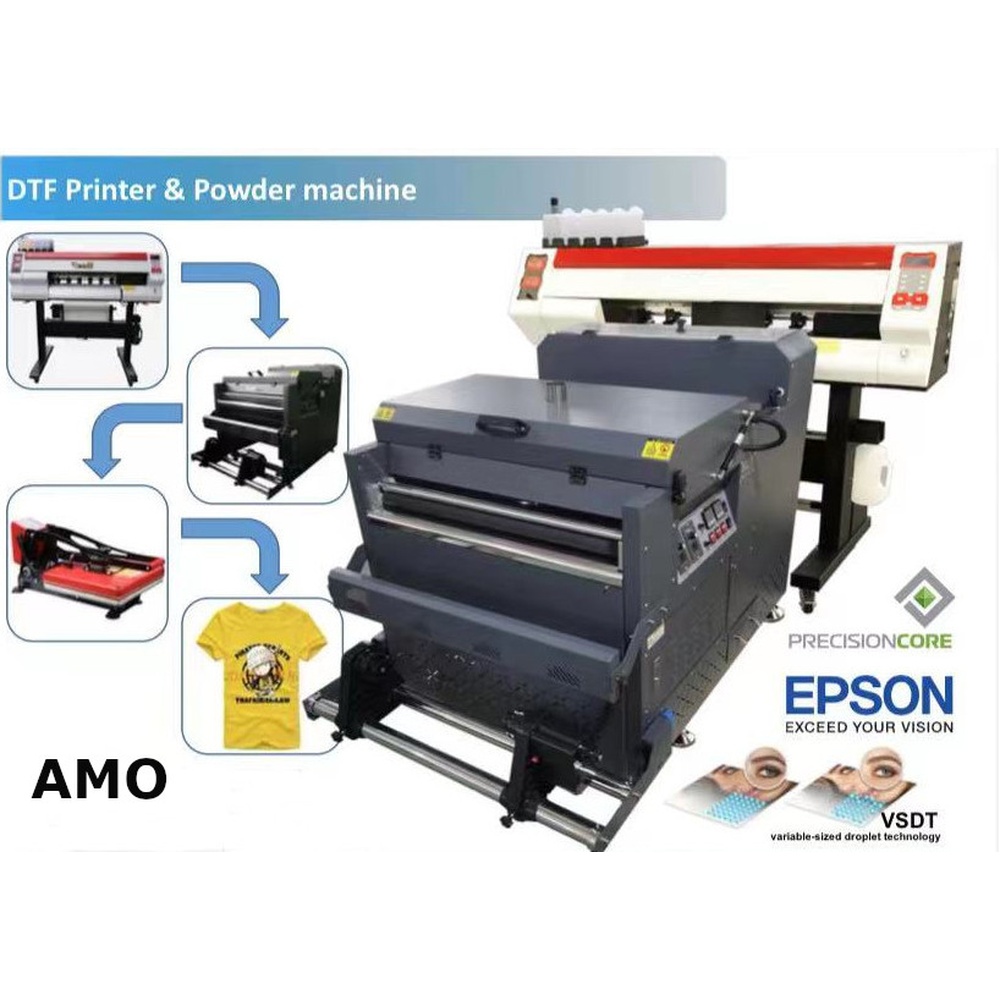 DTF Printer & Powder machine
PRECISIONCORE
EPSON
EXCEED YOUR VISION
AMO
VSDT
variable-sized droplet technology